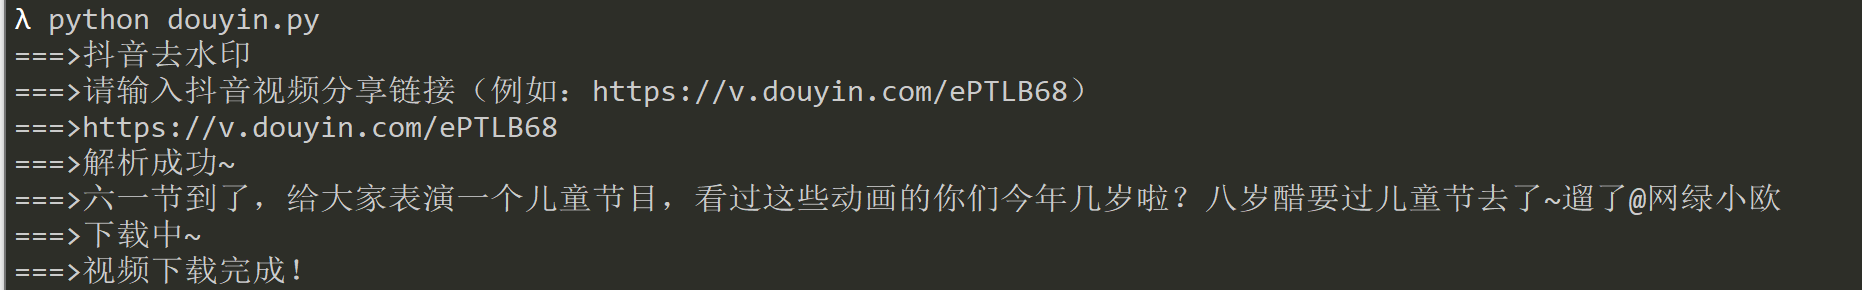 λ python douyin.py
===>抖音去水印
===>请输入抖音视频分享链接（例如：https://v.douyin.com/ePTLB68）
===>https://v.douyin.com/ePTLB68
===>解析成功~
===>六一节到了，给大家表演一个儿童节目，看过这些动画的你们今年几岁啦？八岁醋要过儿童节去了~遛了@网绿小欧
===>下载中~
===>视频下载完成！